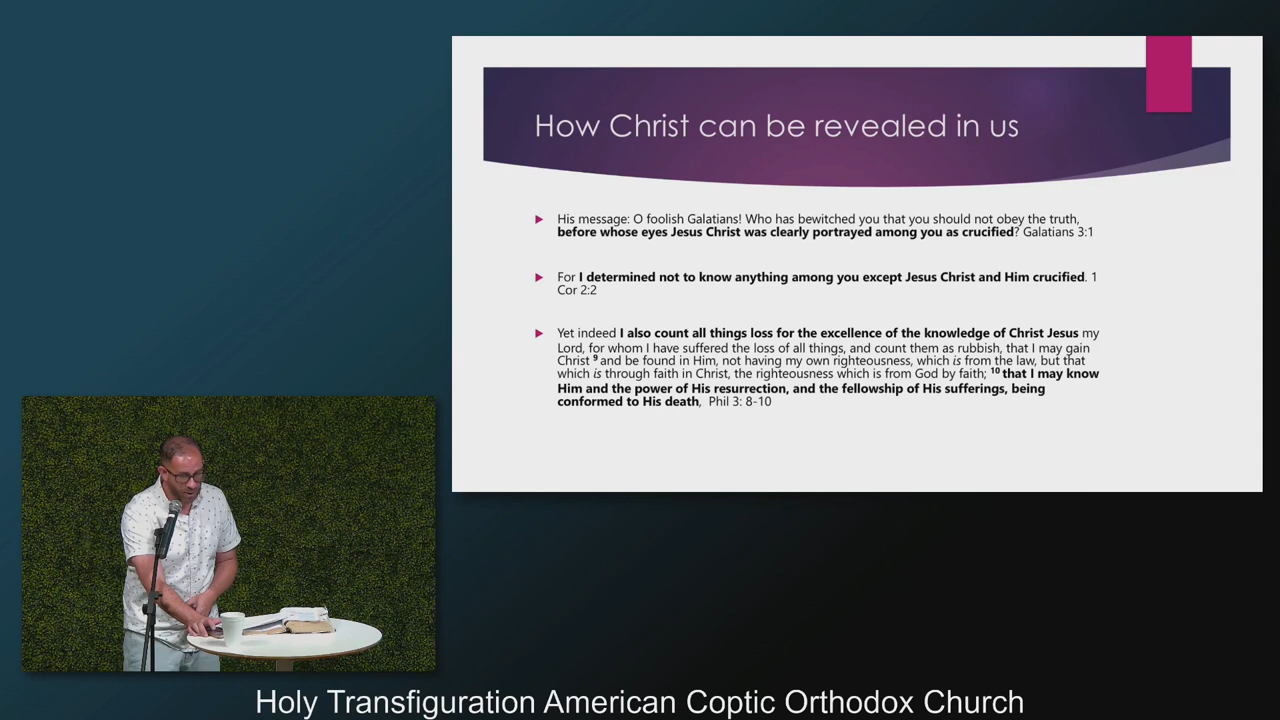 How Christ can be revealed in us
His message: O foolish Galatians! Who has bewitched you that you should not obey the truth,
before whose eyes Jesus Christ was clearly portrayed among you as crucified? Galatians 3:1
For I determined not to know anything among you except Jesus Christ and Him crucified. 1
Cor 2:2
Yet indeed I also count all things loss for the excellence of the knowledge of Christ Jesus my
Lord, for whom I have suffered the loss of all things, and count them as rubbish, that I may gain
Christ 9 and be found in Him, not having my own righteousness, which is from the law, but that
which is through faith in Christ, the righteousness which is from God by faith; 10 that I may know
Him and the power of His resurrection, and the fellowship of His sufferings, being
conformed to His death, Phil 3: 8-10
Holy Transfiguration American Coptic Orthodox Church